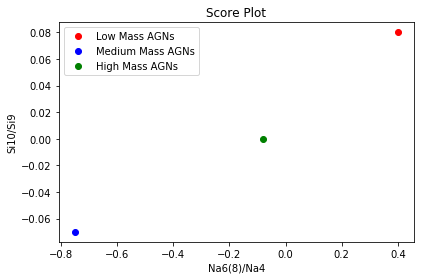 Score Plot
Low Mass AGNs
Medium Mass AGNs
High Mass AGNs
Si10/Si9
0.08
0.06
0.04
0.02
0.00
−0.02
−0.04
−0.06
−0.8 −0.6 −0.4 −0.2 0.0 0.2 0.4
Na6(8)/Na4